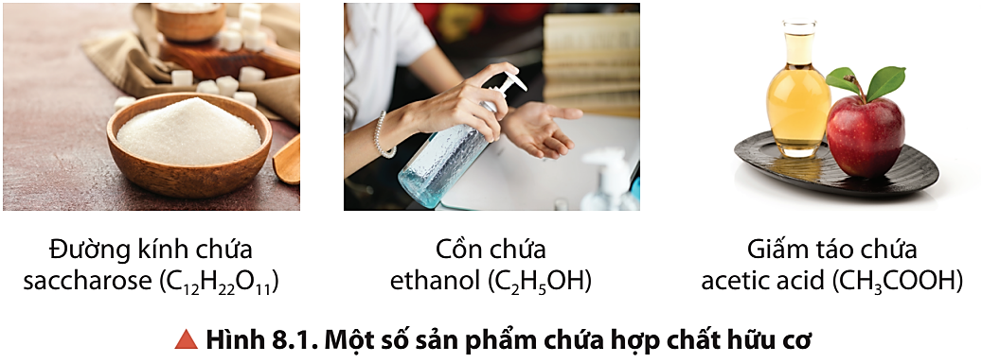 Đường kính chứa
saccharose (C₁₂H₂₂O₁₁)
Cồn chứa
ethanol (C₂H₅OH)
Giấm táo chứa
acetic acid (CH₃COOH)
▲ Hình 8.1. Một số sản phẩm chứa hợp chất hữu cơ